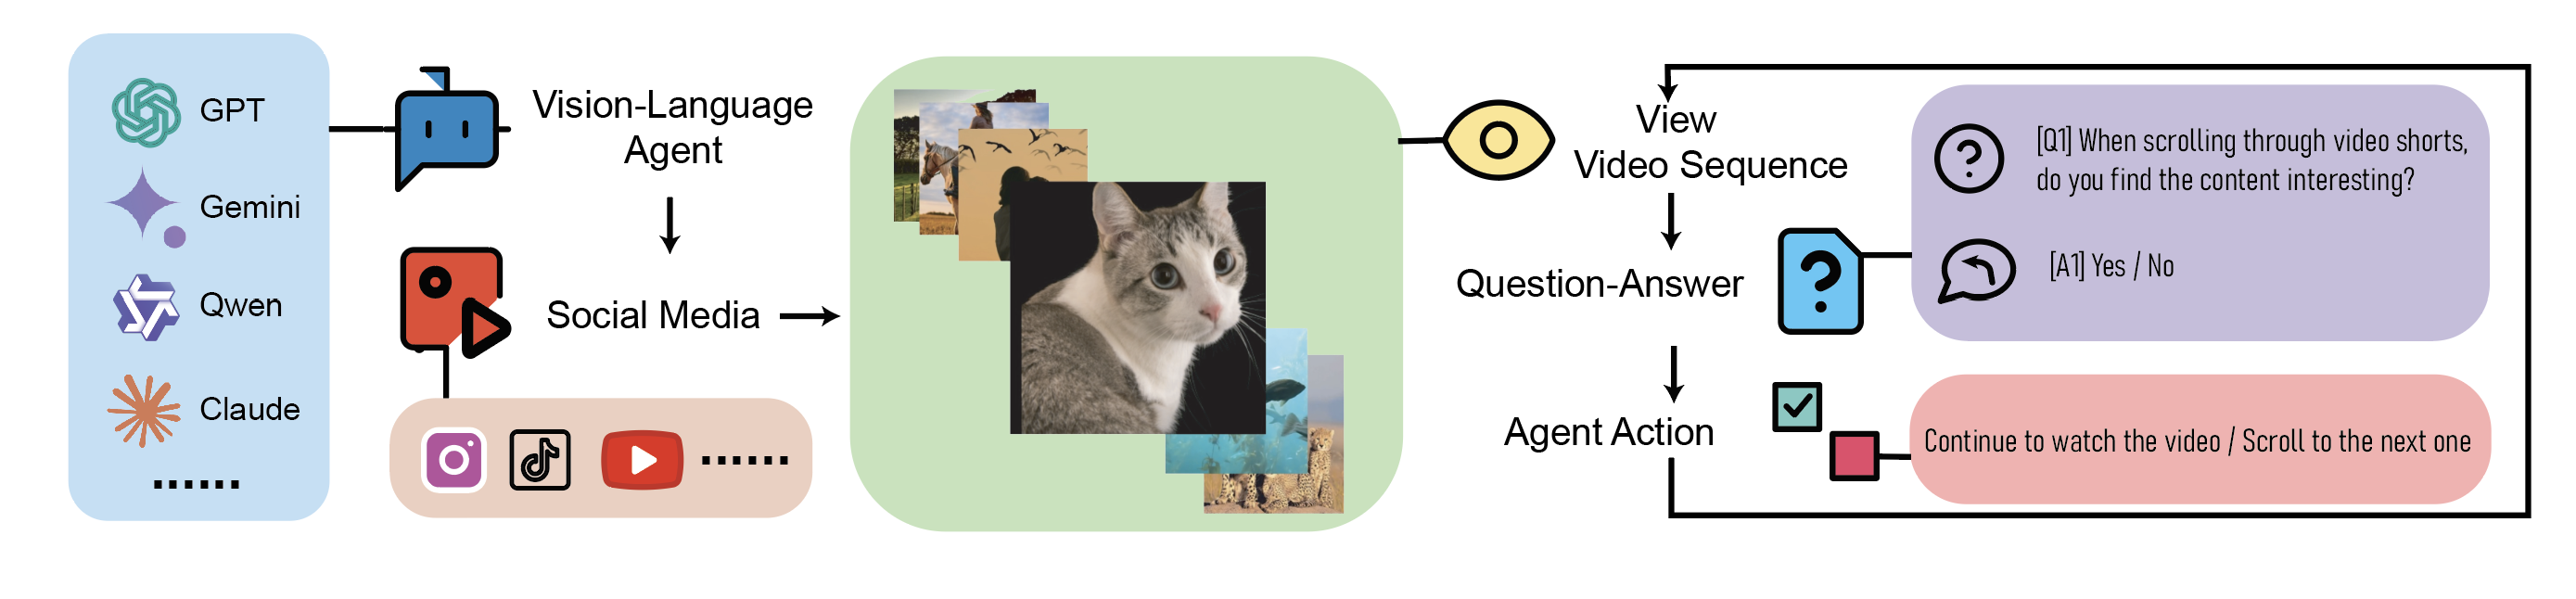 GPT
Gemini
Qwen
Claude
......
Vision-Language
Agent
Social Media
......
View
Video Sequence
Question-Answer
Agent Action
[Q1] When scrolling through video shorts,
do you find the content interesting?
[A1] Yes / No
Continue to watch the video / Scroll to the next one